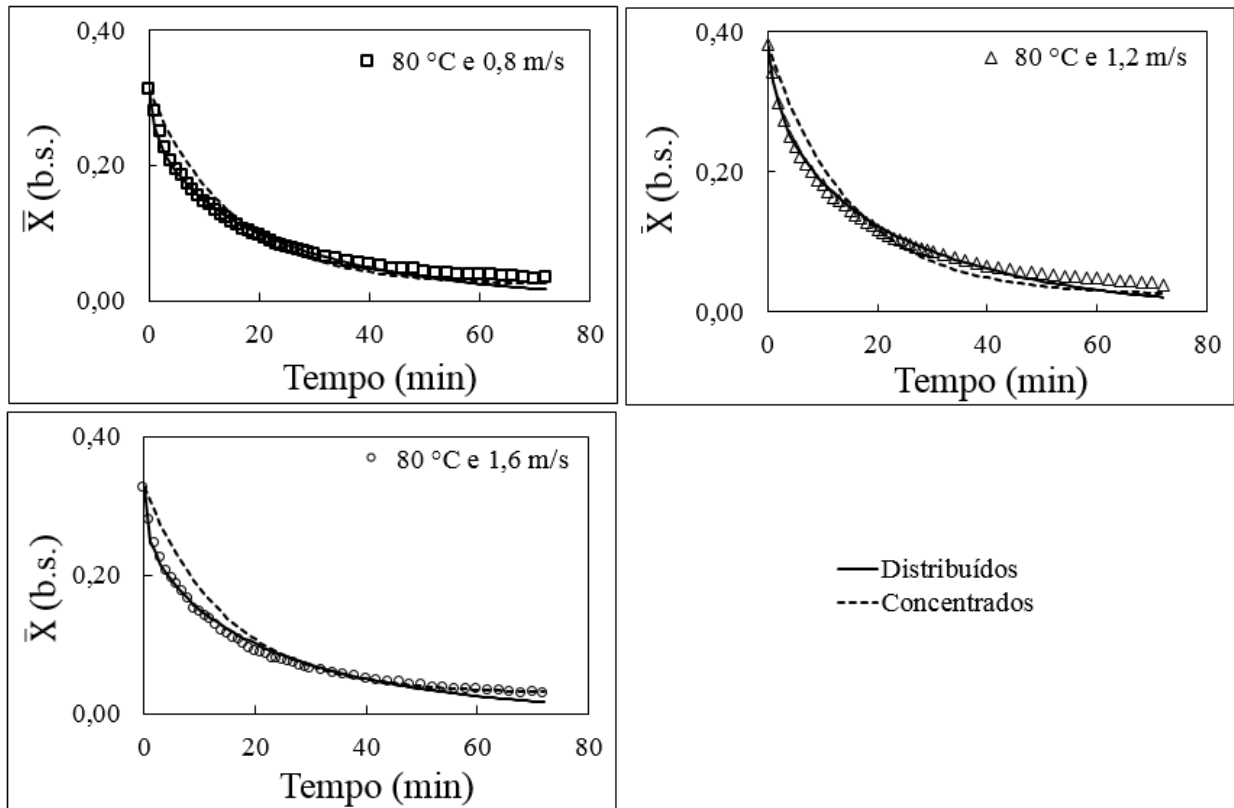 0,40
80 °C e 0,8 m/s
0,20
0,00
X̅ (b.s.)
0 20 40 60 80
Tempo (min)
0,40
80 °C e 1,2 m/s
0,20
0,00
X̅ (b.s.)
0 20 40 60 80
Tempo (min)
0,40
80 °C e 1,6 m/s
0,20
0,00
X̅ (b.s.)
0 20 40 60 80
Tempo (min)
Distribuídos
Concentrados